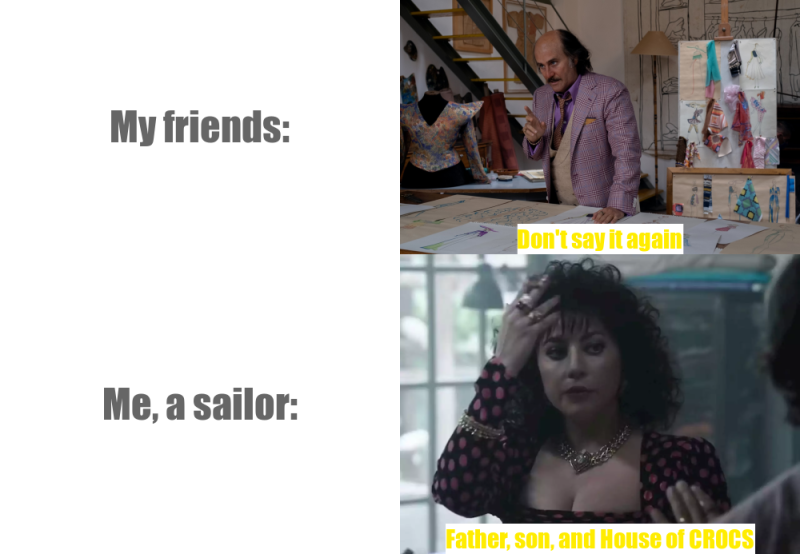 My friends:
Don't say it again
Me, a sailor:
Father, son, and House of CROCS